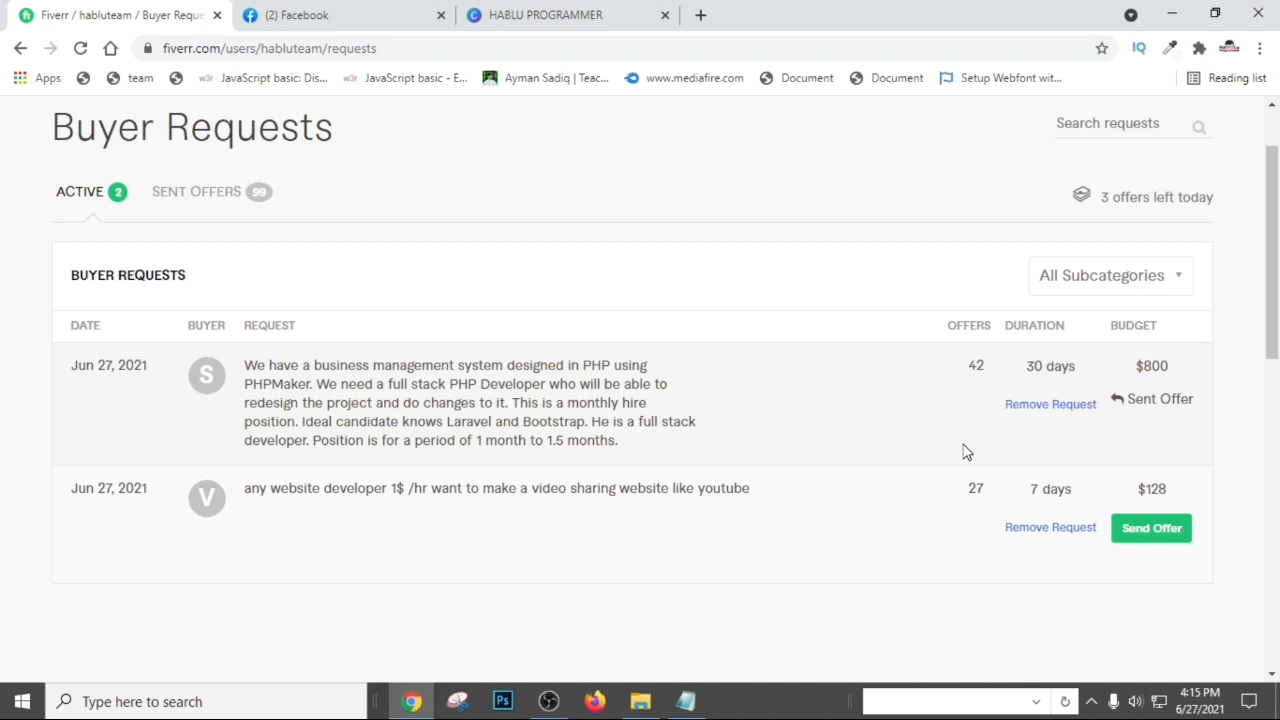 Fiverr / habluteam / Buyer Reque
(2) Facebook
HABLU PROGRAMMER
fiverr.com/users/habluteam/requests
IQ
Apps
team
w3r JavaScript basic: Dis...
w3r JavaScript basic - E...
Ayman Sadiq | Teac...
www.mediafire.com
Document
Document
Setup Webfont wit...
Reading list
Buyer Requests
Search requests
ACTIVE 2
SENT OFFERS 99
3 offers left today
BUYER REQUESTS
All Subcategories
DATE BUYER REQUEST OFFERS DURATION BUDGET
Jun 27, 2021
S
We have a business management system designed in PHP using
PHPMaker. We need a full stack PHP Developer who will be able to
redesign the project and do changes to it. This is a monthly hire
position. Ideal candidate knows Laravel and Bootstrap. He is a full stack
developer. Position is for a period of 1 month to 1.5 months.
42
30 days
$800
Remove Request
Sent Offer
Jun 27, 2021
V
any website developer 1$ /hr want to make a video sharing website like youtube
27
7 days
$128
Remove Request
Send Offer
Type here to search
Ps
4:15 PM
6/27/2021